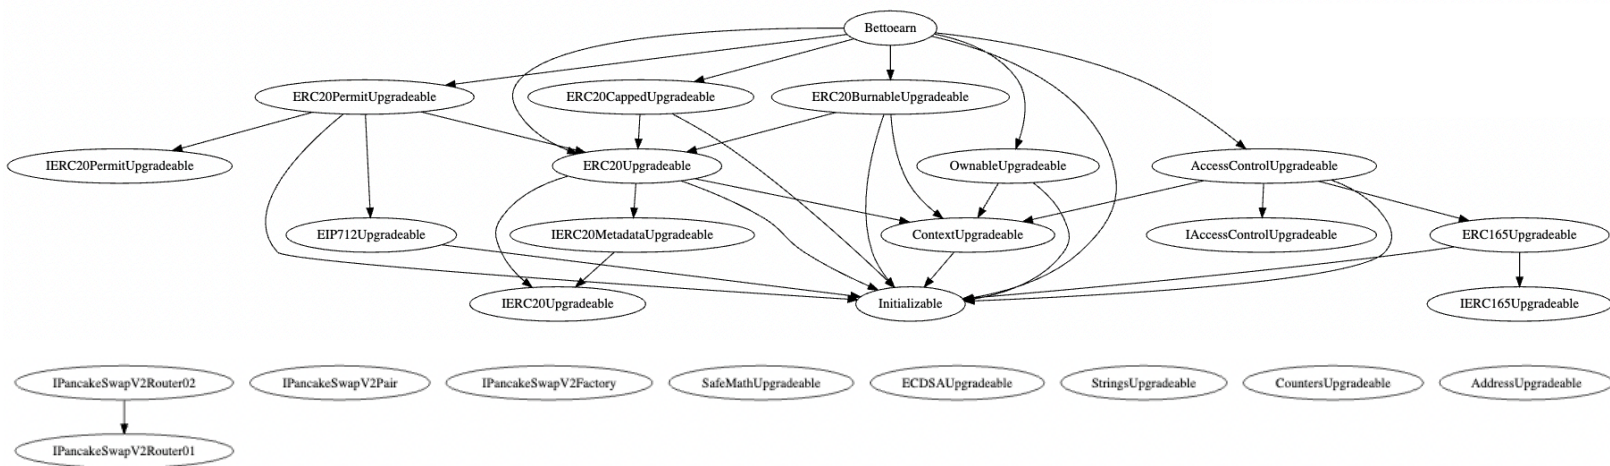 Bettoearn
ERC20PermitUpgradeable
ERC20CappedUpgradeable
ERC20BurnableUpgradeable
IERC20PermitUpgradeable
ERC20Upgradeable
OwnableUpgradeable
AccessControlUpgradeable
EIP712Upgradeable
IERC20MetadataUpgradeable
ContextUpgradeable
IAccessControlUpgradeable
ERC165Upgradeable
IERC20Upgradeable
Initializable
IERC165Upgradeable
IPancakeSwapV2Router02
IPancakeSwapV2Pair
IPancakeSwapV2Factory
SafeMathUpgradeable
ECDSAUpgradeable
StringsUpgradeable
CountersUpgradeable
AddressUpgradeable
IPancakeSwapV2Router01